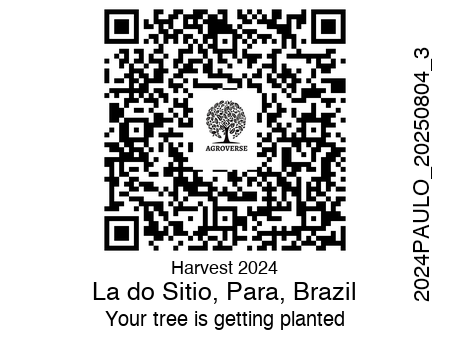 AGROVERSE
Harvest 2024
La do Sitio, Para, Brazil
Your tree is getting planted
2024PAULO_20250804_3